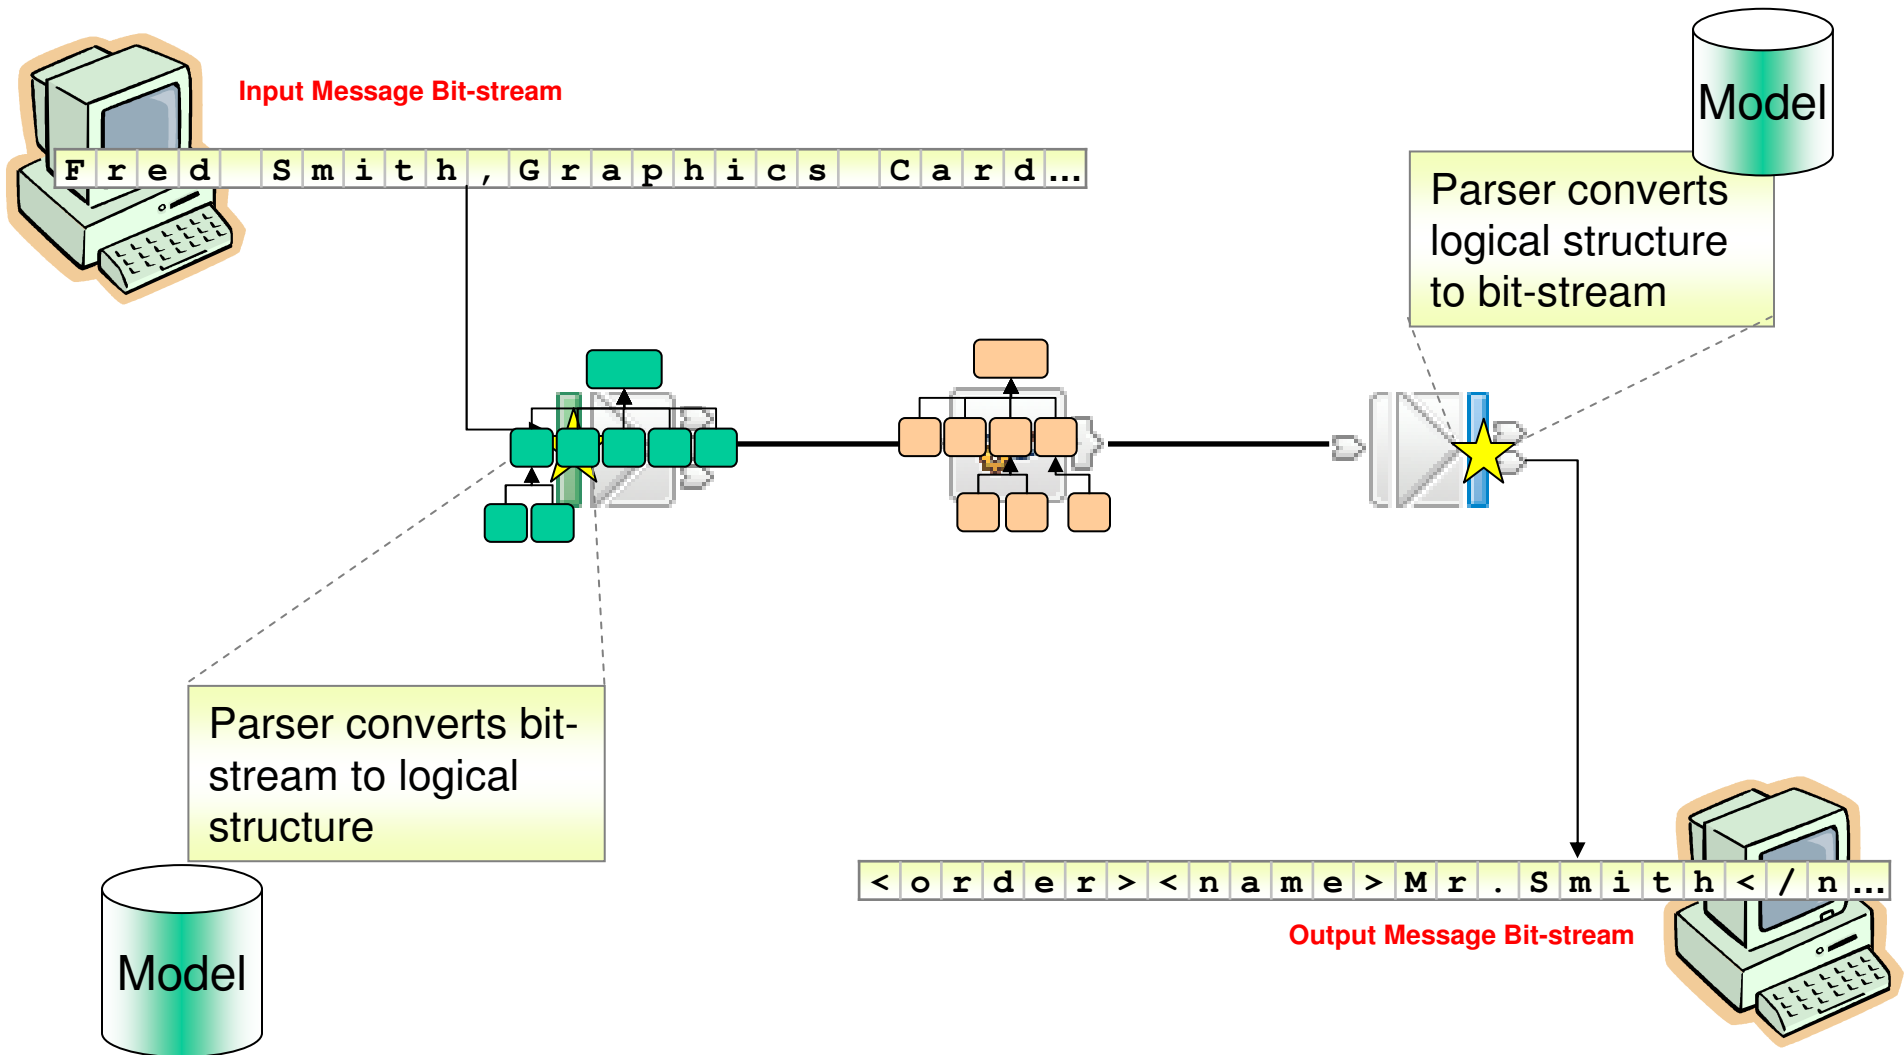 Input Message Bit-stream
Model
Fred Smith,Graphics Card...
Parser converts
logical structure
to bit-stream
Parser converts bit-
stream to logical
structure
Model
<order><name>Mr.Smith</n...
Output Message Bit-stream